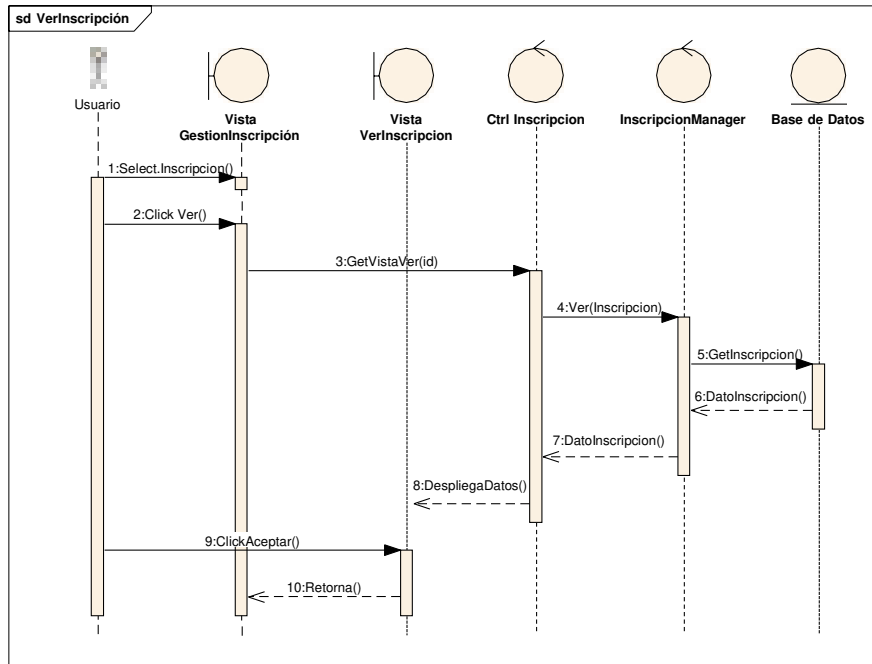 sd VerInscripción
Usuario
Vista
GestionInscripción
Vista
VerInscripcion
Ctrl Inscripcion
InscripcionManager
Base de Datos
1:Select.Inscripcion()
2:Click Ver()
3:GetVistaVer(id)
4:Ver(Inscripcion)
5:GetInscripcion()
6:DatoInscripcion()
7:DatoInscripcion()
8:DespliegaDatos()
9:ClickAceptar()
10:Retorna()